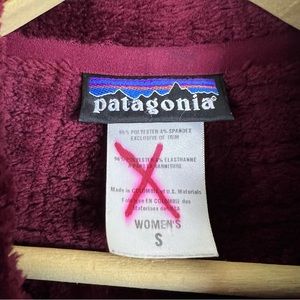 patagonia®
96% POLYESTER 4% SPANDEX
EXCLUSIVE OF TRIM
96% POLYESTER 4% ELASTHANNE
Made in COLOMBIA of U.S. Materials
WOMEN'S
S